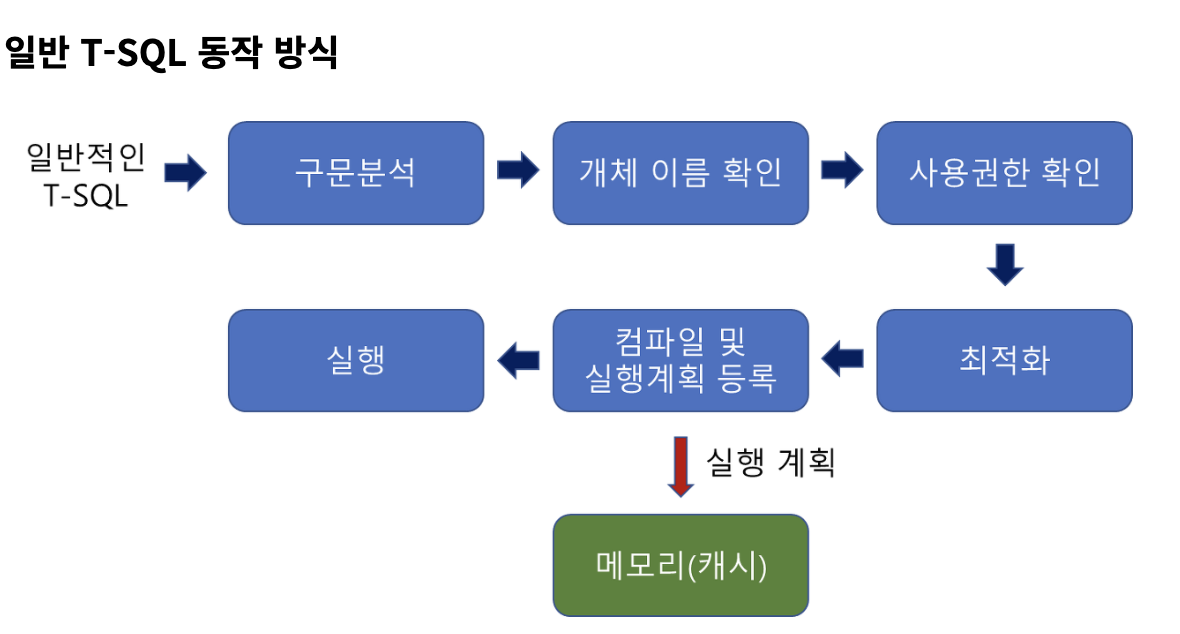 일반 T-SQL 동작 방식
일반적인
T-SQL
구문분석
개체 이름 확인
사용권한 확인
실행
컴파일 및
실행계획 등록
최적화
실행 계획
메모리(캐시)